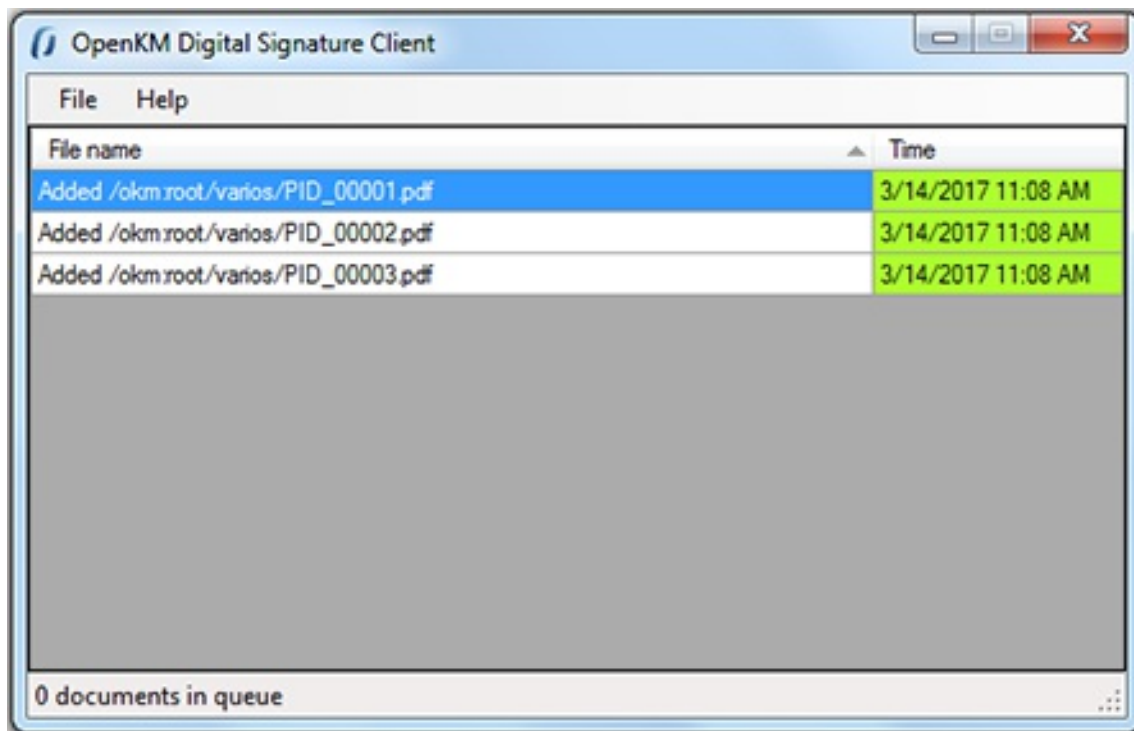 OpenKM Digital Signature Client
File Help
File name Time
Added /okm:root/varios/PID_00001.pdf 3/14/2017 11:08 AM
Added /okm:root/varios/PID_00002.pdf 3/14/2017 11:08 AM
Added /okm:root/varios/PID_00003.pdf 3/14/2017 11:08 AM
0 documents in queue